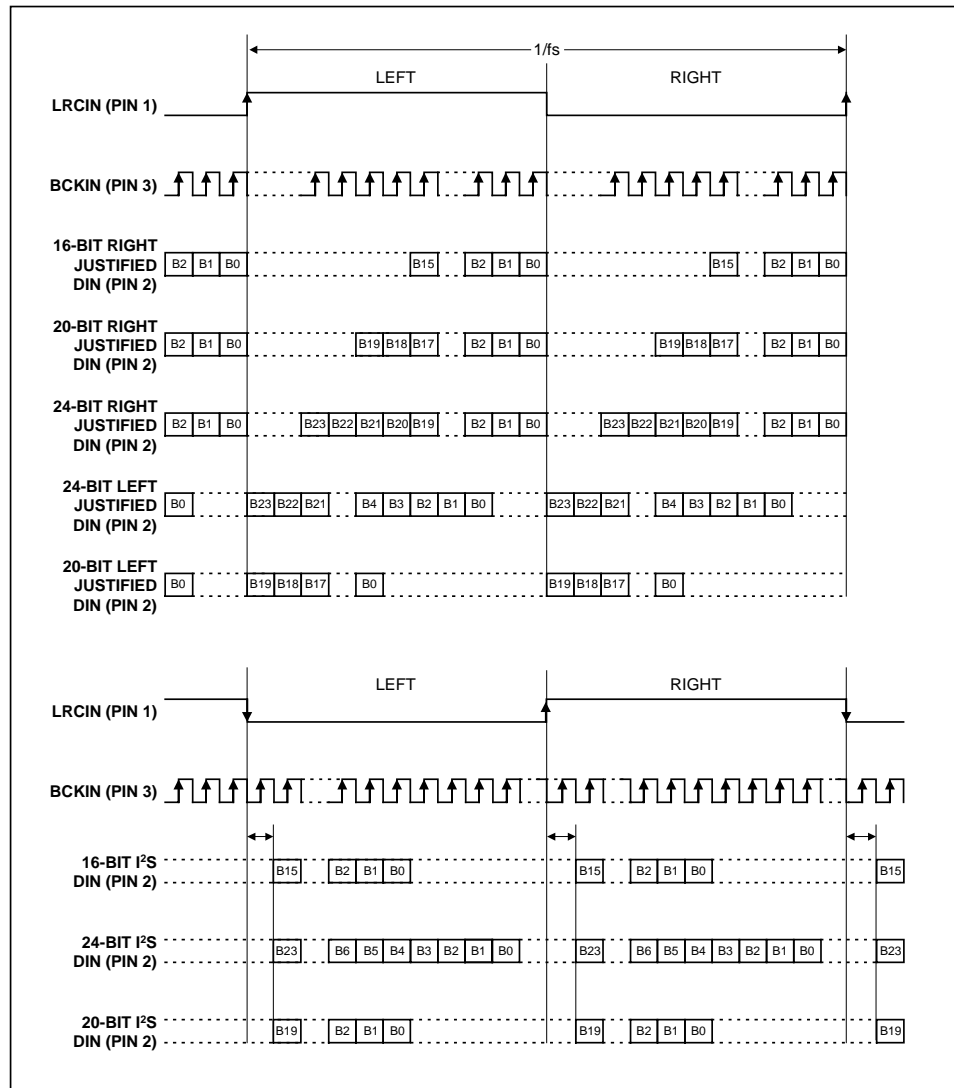 1/fs
LEFT RIGHT
LRCIN (PIN 1)
BCKIN (PIN 3)
16-BIT RIGHT
JUSTIFIED
DIN (PIN 2)
B2 B1 B0 B15 B2 B1 B0 B15 B2 B1 B0
20-BIT RIGHT
JUSTIFIED
DIN (PIN 2)
B2 B1 B0 B19 B18 B17 B2 B1 B0 B19 B18 B17 B2 B1 B0
24-BIT RIGHT
JUSTIFIED
DIN (PIN 2)
B2 B1 B0 B23 B22 B21 B20 B19 B2 B1 B0 B23 B22 B21 B20 B19 B2 B1 B0
24-BIT LEFT
JUSTIFIED
DIN (PIN 2)
B0 B23 B22 B21 B4 B3 B2 B1 B0 B23 B22 B21 B4 B3 B2 B1 B0
20-BIT LEFT
JUSTIFIED
DIN (PIN 2)
B0 B19 B18 B17 B0 B19 B18 B17 B0
LEFT RIGHT
LRCIN (PIN 1)
BCKIN (PIN 3)
16-BIT I²S
DIN (PIN 2)
B15 B2 B1 B0 B15 B2 B1 B0 B15
24-BIT I²S
DIN (PIN 2)
B23 B6 B5 B4 B3 B2 B1 B0 B23 B6 B5 B4 B3 B2 B1 B0 B23
20-BIT I²S
DIN (PIN 2)
B19 B2 B1 B0 B19 B2 B1 B0 B19